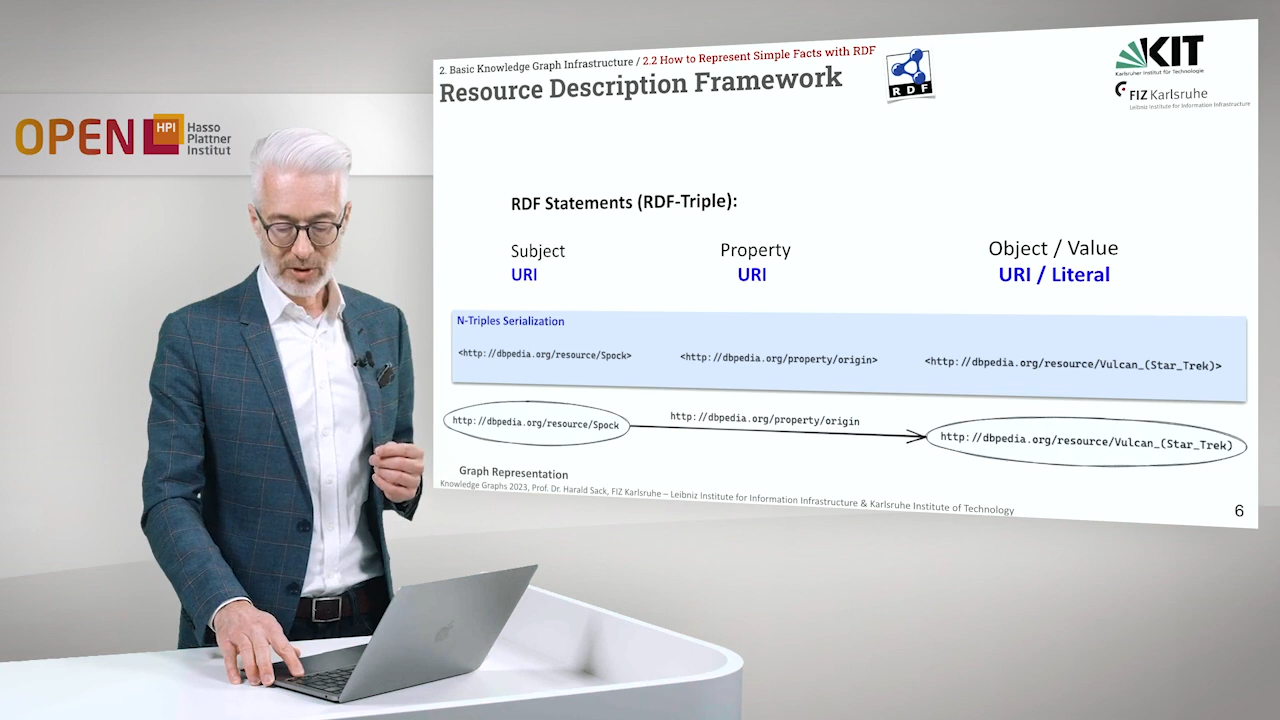 OPEN HPI Hasso
Plattner
Institut
2. Basic Knowledge Graph Infrastructure / 2.2 How to Represent Simple Facts with RDF
Resource Description Framework
RDF
KIT
Karlsruher Institut für Technologie
FIZ Karlsruhe
Leibniz Institute for Information Infrastructure
RDF Statements (RDF-Triple):
Subject Property Object / Value
URI URI URI / Literal
N-Triples Serialization
<http://dbpedia.org/resource/Spock> <http://dbpedia.org/property/origin> <http://dbpedia.org/resource/Vulcan_(Star_Trek)>
http://dbpedia.org/resource/Spock http://dbpedia.org/property/origin http://dbpedia.org/resource/Vulcan_(Star_Trek)
Graph Representation
Knowledge Graphs 2023, Prof. Dr. Harald Sack, FIZ Karlsruhe – Leibniz Institute for Information Infrastructure & Karlsruhe Institute of Technology
6